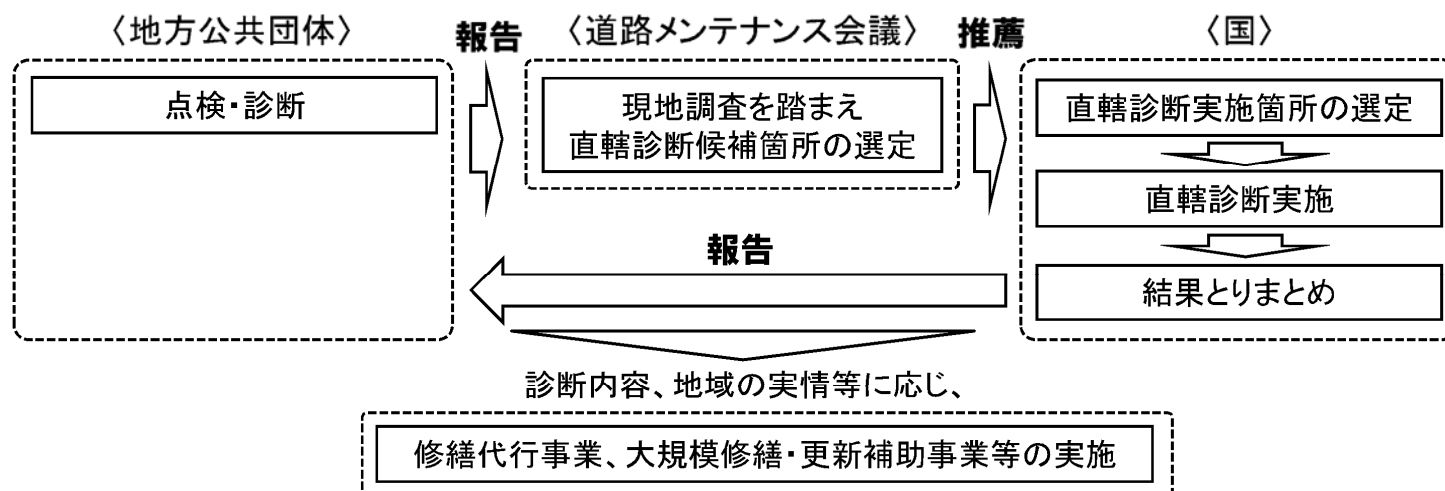 〈地方公共団体〉
報告
〈道路メンテナンス会議〉
推薦
〈国〉
点検・診断
現地調査を踏まえ
直轄診断候補箇所の選定
直轄診断実施箇所の選定
直轄診断実施
結果とりまとめ
報告
診断内容、地域の実情等に応じ、
修繕代行事業、大規模修繕・更新補助事業等の実施